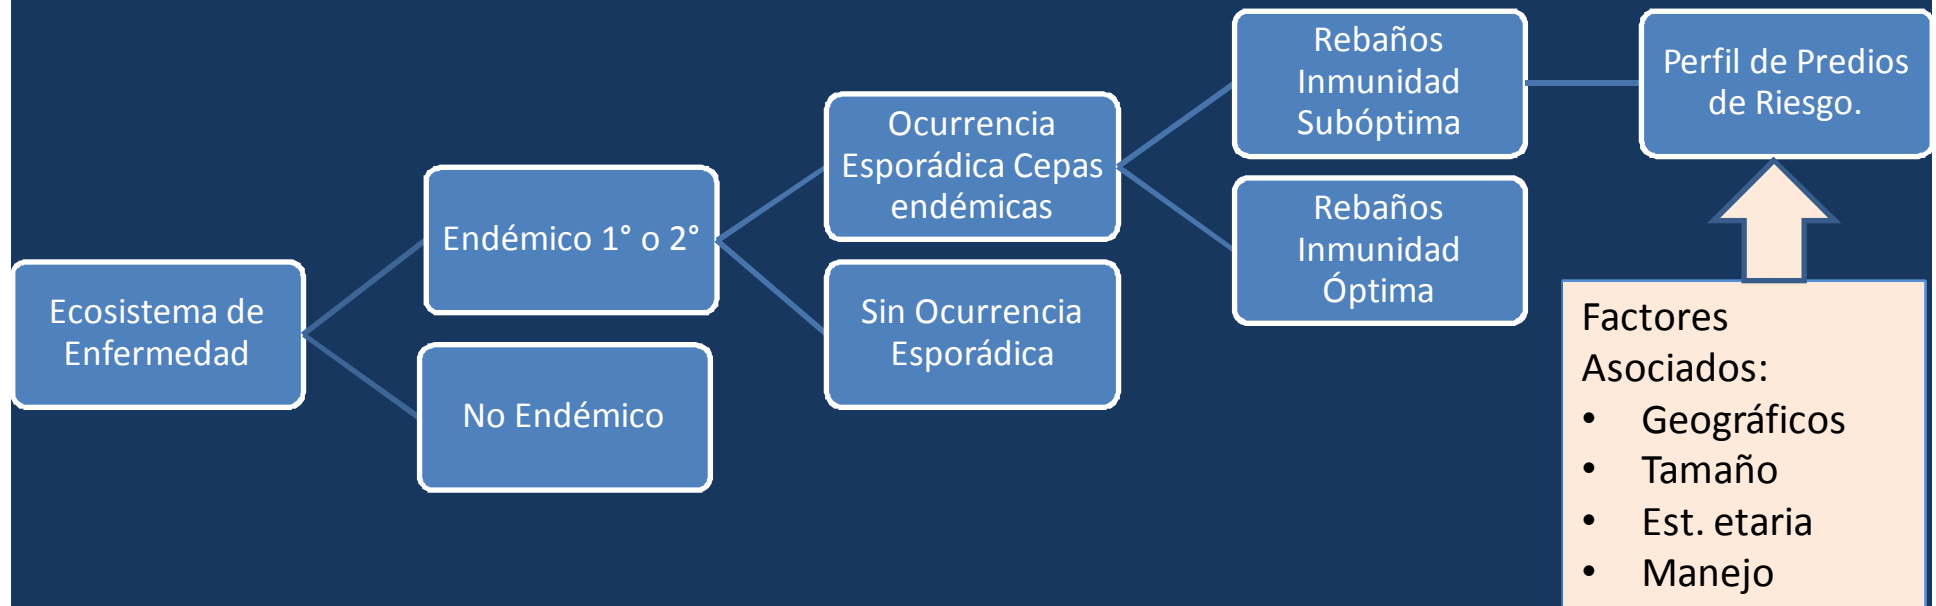 Ecosistema de
Enfermedad
Endémico 1° o 2°
No Endémico
Ocurrencia
Esporádica Cepas
endémicas
Sin Ocurrencia
Esporádica
Rebaños
Inmunidad
Subóptima
Rebaños
Inmunidad
Óptima
Perfil de Predios
de Riesgo.
Factores
Asociados:
• Geográficos
• Tamaño
• Est. etaria
• Manejo